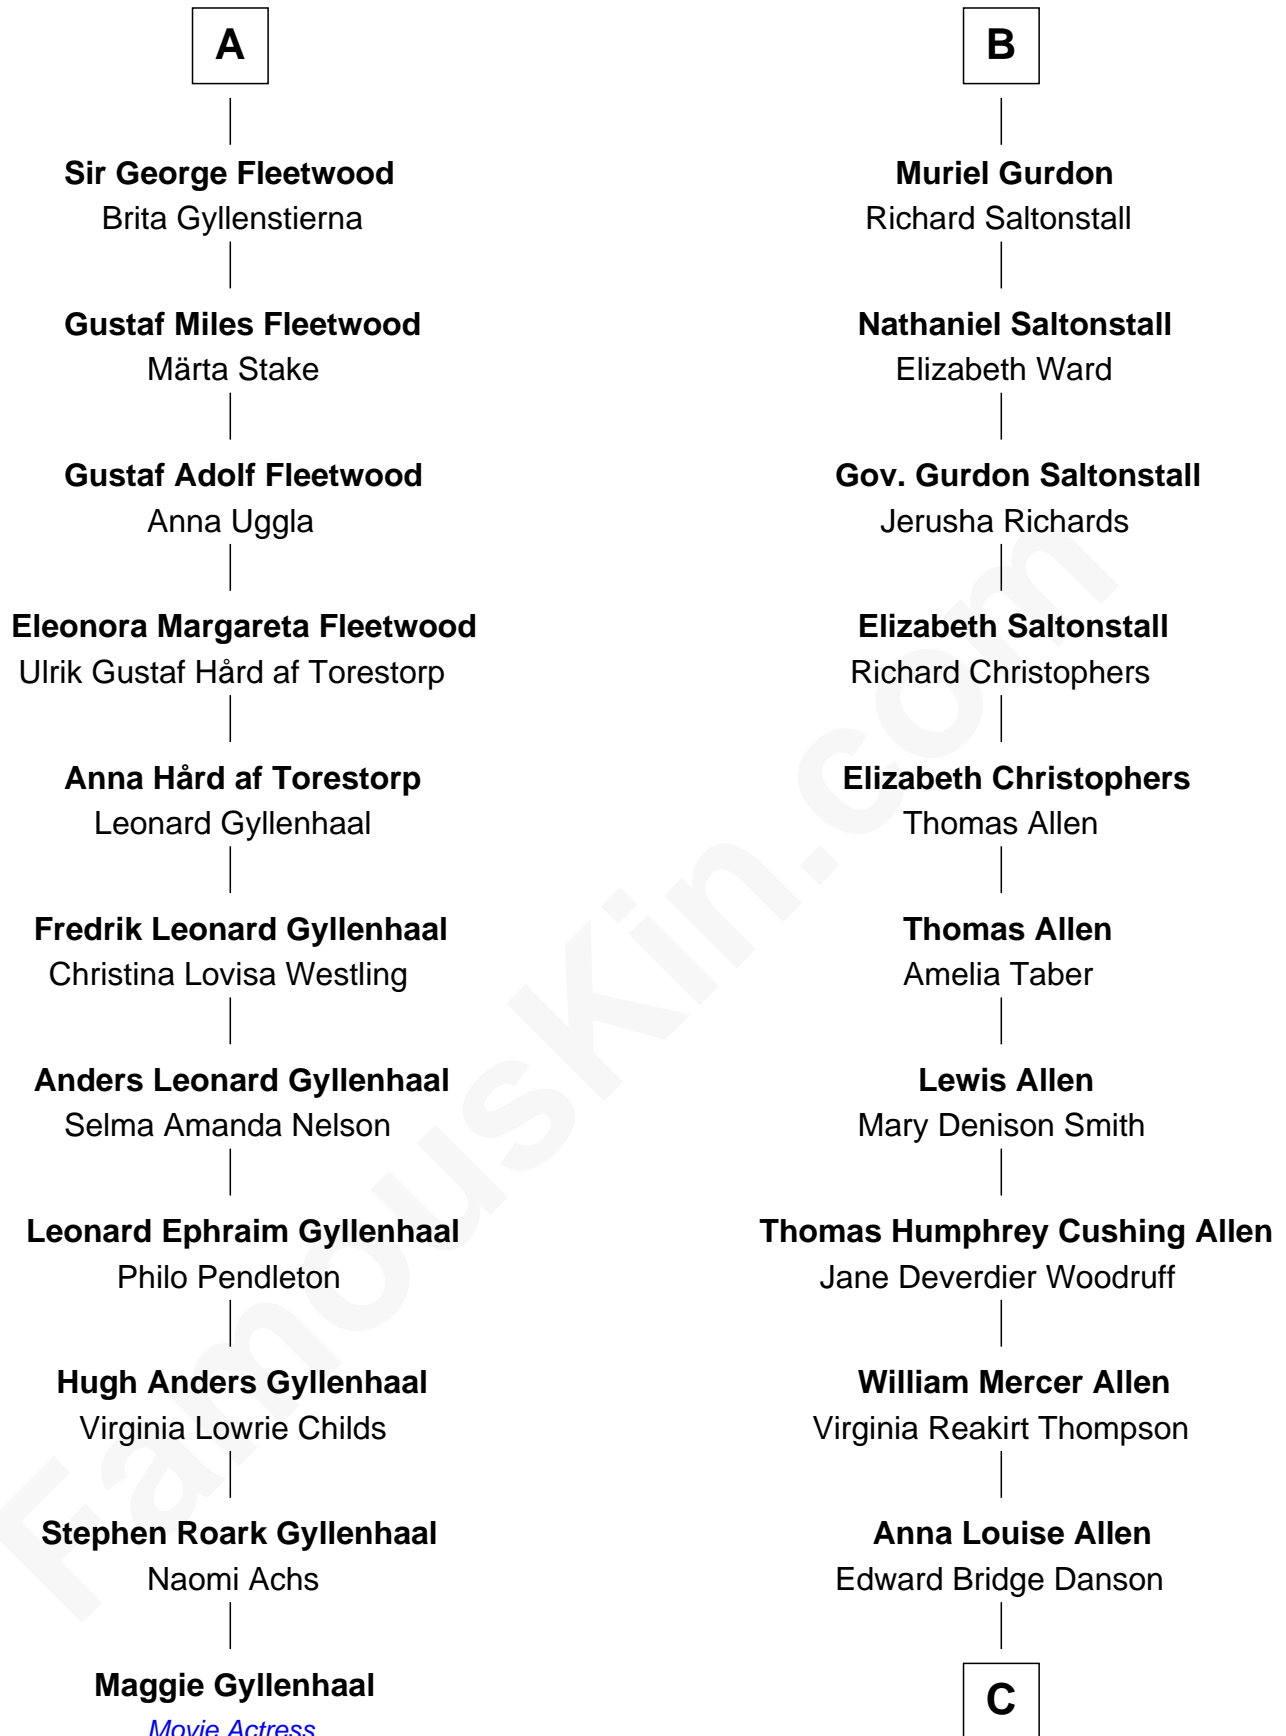 A
Sir George Fleetwood
Brita Gyllenstierna
Gustaf Miles Fleetwood
Märta Stake
Gustaf Adolf Fleetwood
Anna Uggla
Eleonora Margareta Fleetwood
Ulrik Gustaf Hård af Torestorp
Anna Hård af Torestorp
Leonard Gyllenhaal
Fredrik Leonard Gyllenhaal
Christina Lovisa Westling
Anders Leonard Gyllenhaal
Selma Amanda Nelson
Leonard Ephraim Gyllenhaal
Philo Pendleton
Hugh Anders Gyllenhaal
Virginia Lowrie Childs
Stephen Roark Gyllenhaal
Naomi Achs
Maggie Gyllenhaal
Movie Actress
B
Muriel Gurdon
Richard Saltonstall
Nathaniel Saltonstall
Elizabeth Ward
Gov. Gurdon Saltonstall
Jerusha Richards
Elizabeth Saltonstall
Richard Christophers
Elizabeth Christophers
Thomas Allen
Thomas Allen
Amelia Taber
Lewis Allen
Mary Denison Smith
Thomas Humphrey Cushing Allen
Jane Deverdier Woodruff
William Mercer Allen
Virginia Reakirt Thompson
Anna Louise Allen
Edward Bridge Danson
C
FamousKin.com